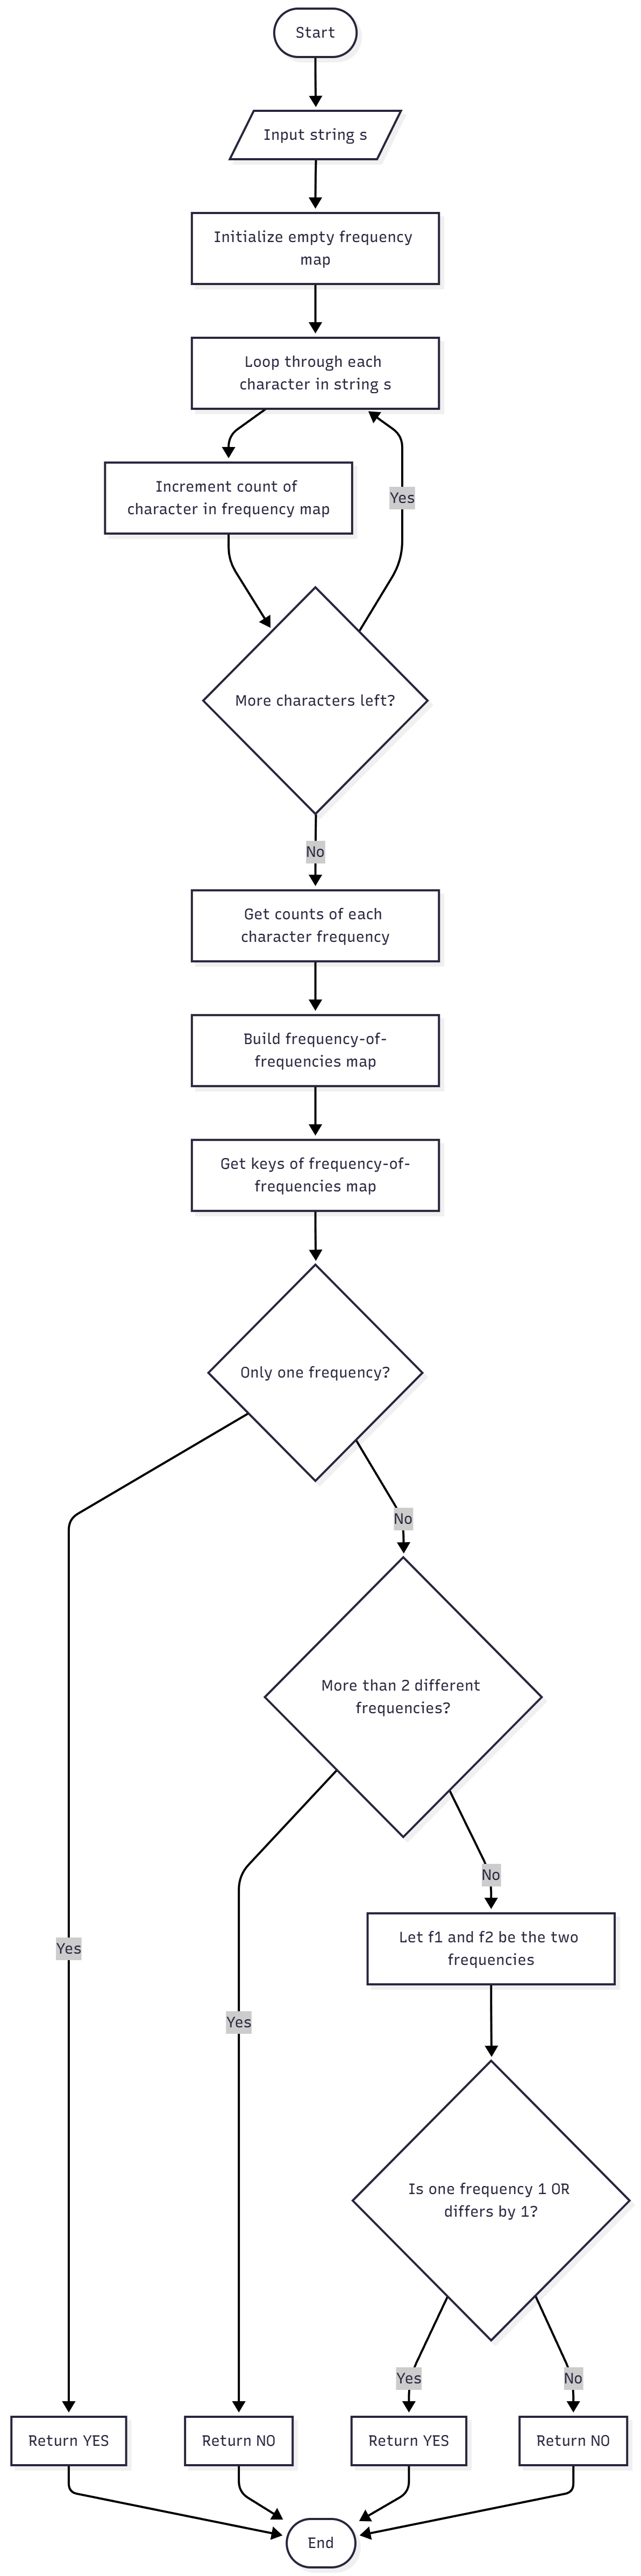 Start
Input string s
Initialize empty frequency
map
Loop through each
character in string s
Increment count of
character in frequency map
Yes
More characters left?
No
Get counts of each
character frequency
Build frequency-of-
frequencies map
Get keys of frequency-of-
frequencies map
Only one frequency?
No
More than 2 different
frequencies?
No
Let f1 and f2 be the two
frequencies
Yes
Yes
Is one frequency 1 OR
differs by 1?
Yes
No
Return YES
Return NO
Return YES
Return NO
End